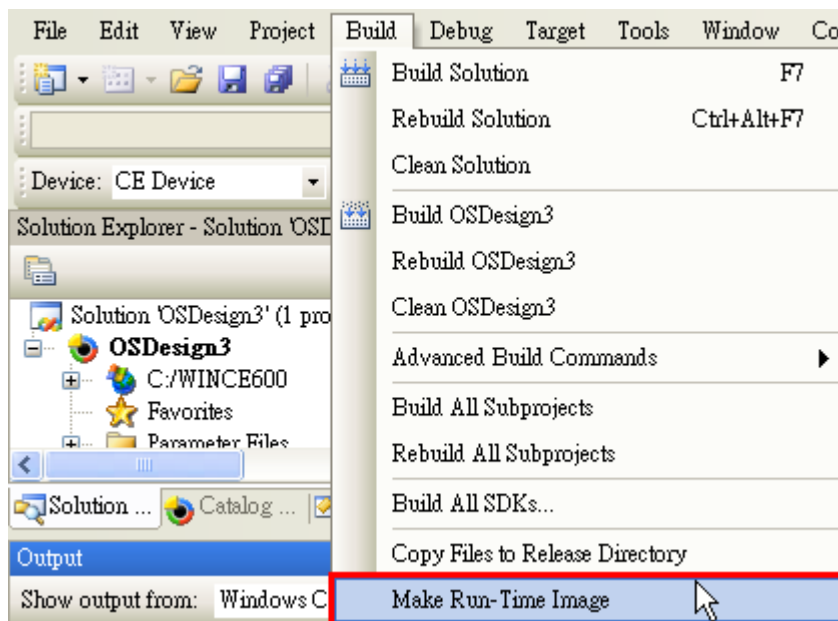 File Edit View Project Build Debug Target Tools Window Co
Build Solution F7
Rebuild Solution Ctrl+Alt+F7
Clean Solution
Build OSDesign3
Rebuild OSDesign3
Clean OSDesign3
Advanced Build Commands
Build All Subprojects
Rebuild All Subprojects
Build All SDKs...
Copy Files to Release Directory
Make Run-Time Image
Device: CE Device
Solution Explorer - Solution 'OSD
Solution 'OSDesign3' (1 pro
OSDesign3
C:/WINCE600
Favorites
Parameter Files
Solution ... Catalog ...
Output
Show output from: Windows C